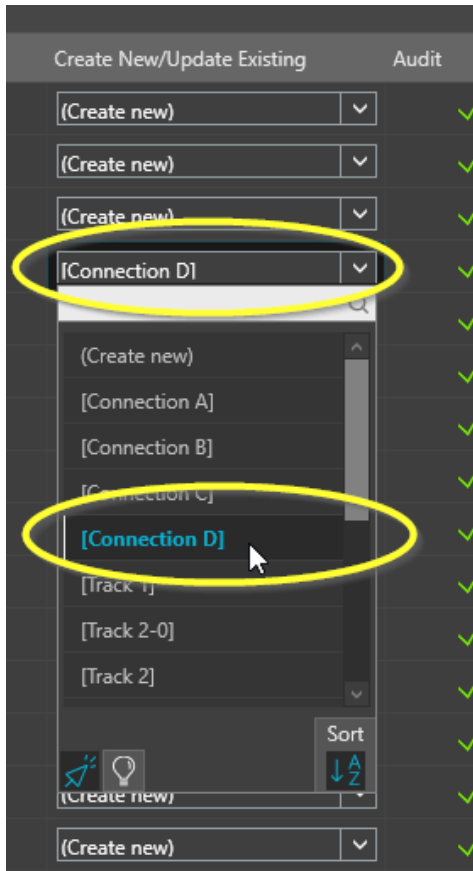 Create New/Update Existing Audit
(Create new)
(Create new)
(Create new)
[Connection D]
(Create new)
[Connection A]
[Connection B]
[Connection C]
[Connection D]
[Track 1]
[Track 2-0]
[Track 2]
Sort
A
Z
(Create new)
(Create new)